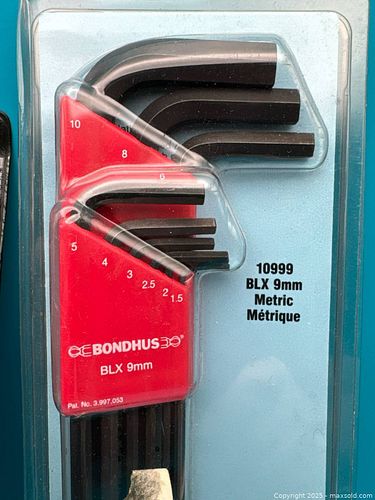 10
8
6
5
4
3
2.5
2
1.5
10999
BLX 9mm
Metric
Métrique
BONDHUS
BLX 9mm
Pat. No. 3,997,053
Copyright 2025 - maxsold.com